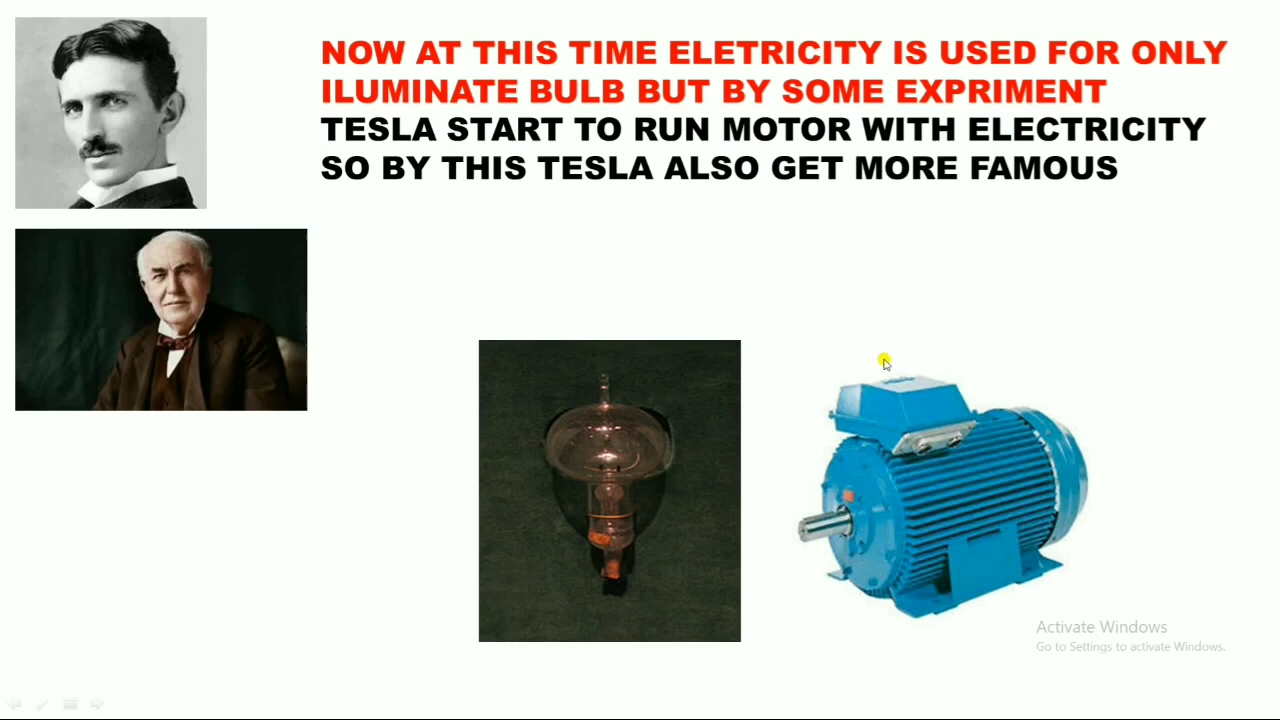 NOW AT THIS TIME ELETRICITY IS USED FOR ONLY
ILUMINATE BULB BUT BY SOME EXPRIMENT
TESLA START TO RUN MOTOR WITH ELECTRICITY
SO BY THIS TESLA ALSO GET MORE FAMOUS
Activate Windows
Go to Settings to activate Windows.